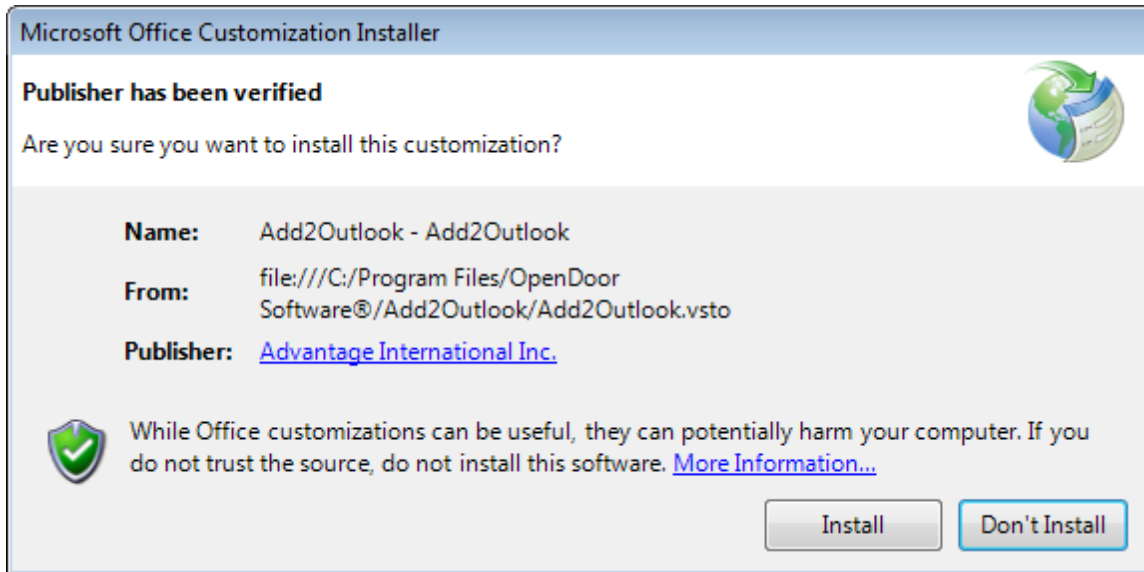 Microsoft Office Customization Installer
Publisher has been verified
Are you sure you want to install this customization?
Name: Add2Outlook - Add2Outlook
From: file:///C:/Program Files/OpenDoor
Software®/Add2Outlook/Add2Outlook.vsto
Publisher: Advantage International Inc.
While Office customizations can be useful, they can potentially harm your computer. If you
do not trust the source, do not install this software. More Information...
Install Don't Install